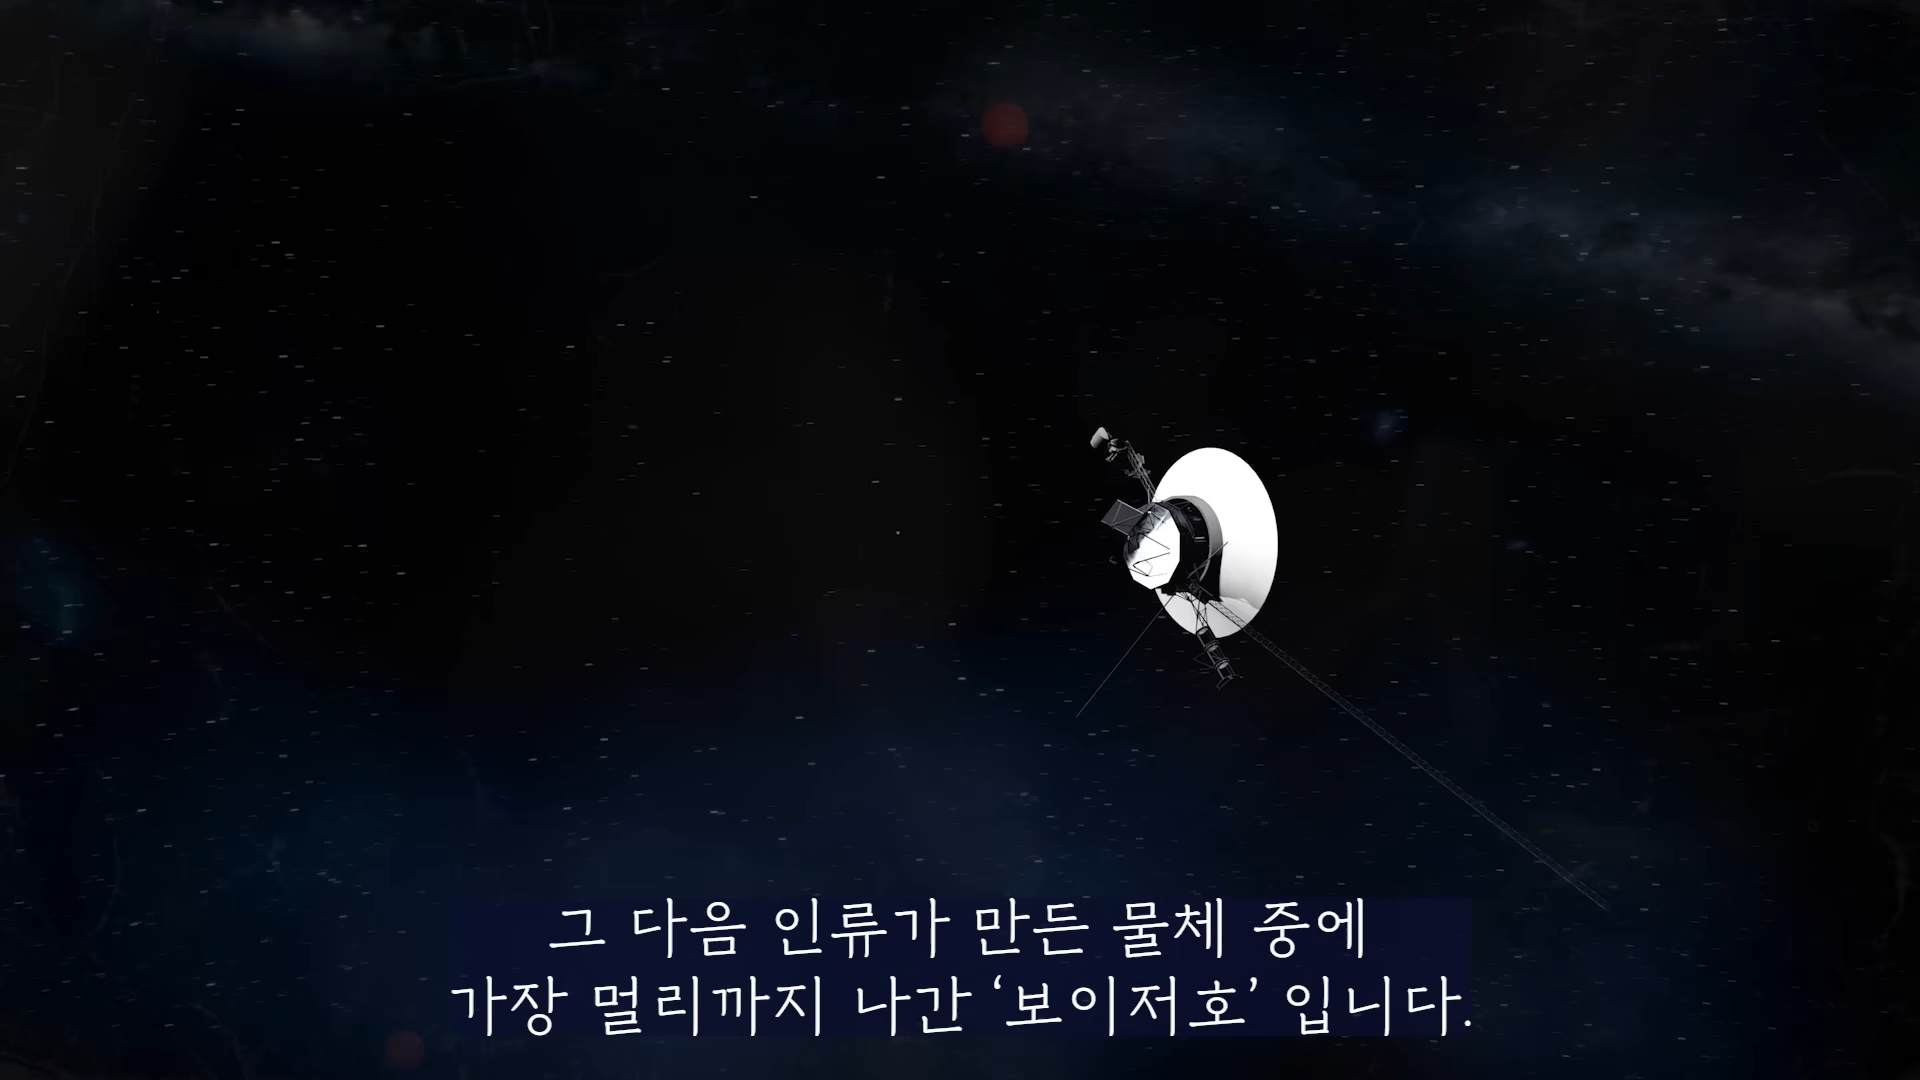 그 다음 인류가 만든 물체 중에
가장 멀리까지 나간 ‘보이저호’ 입니다.